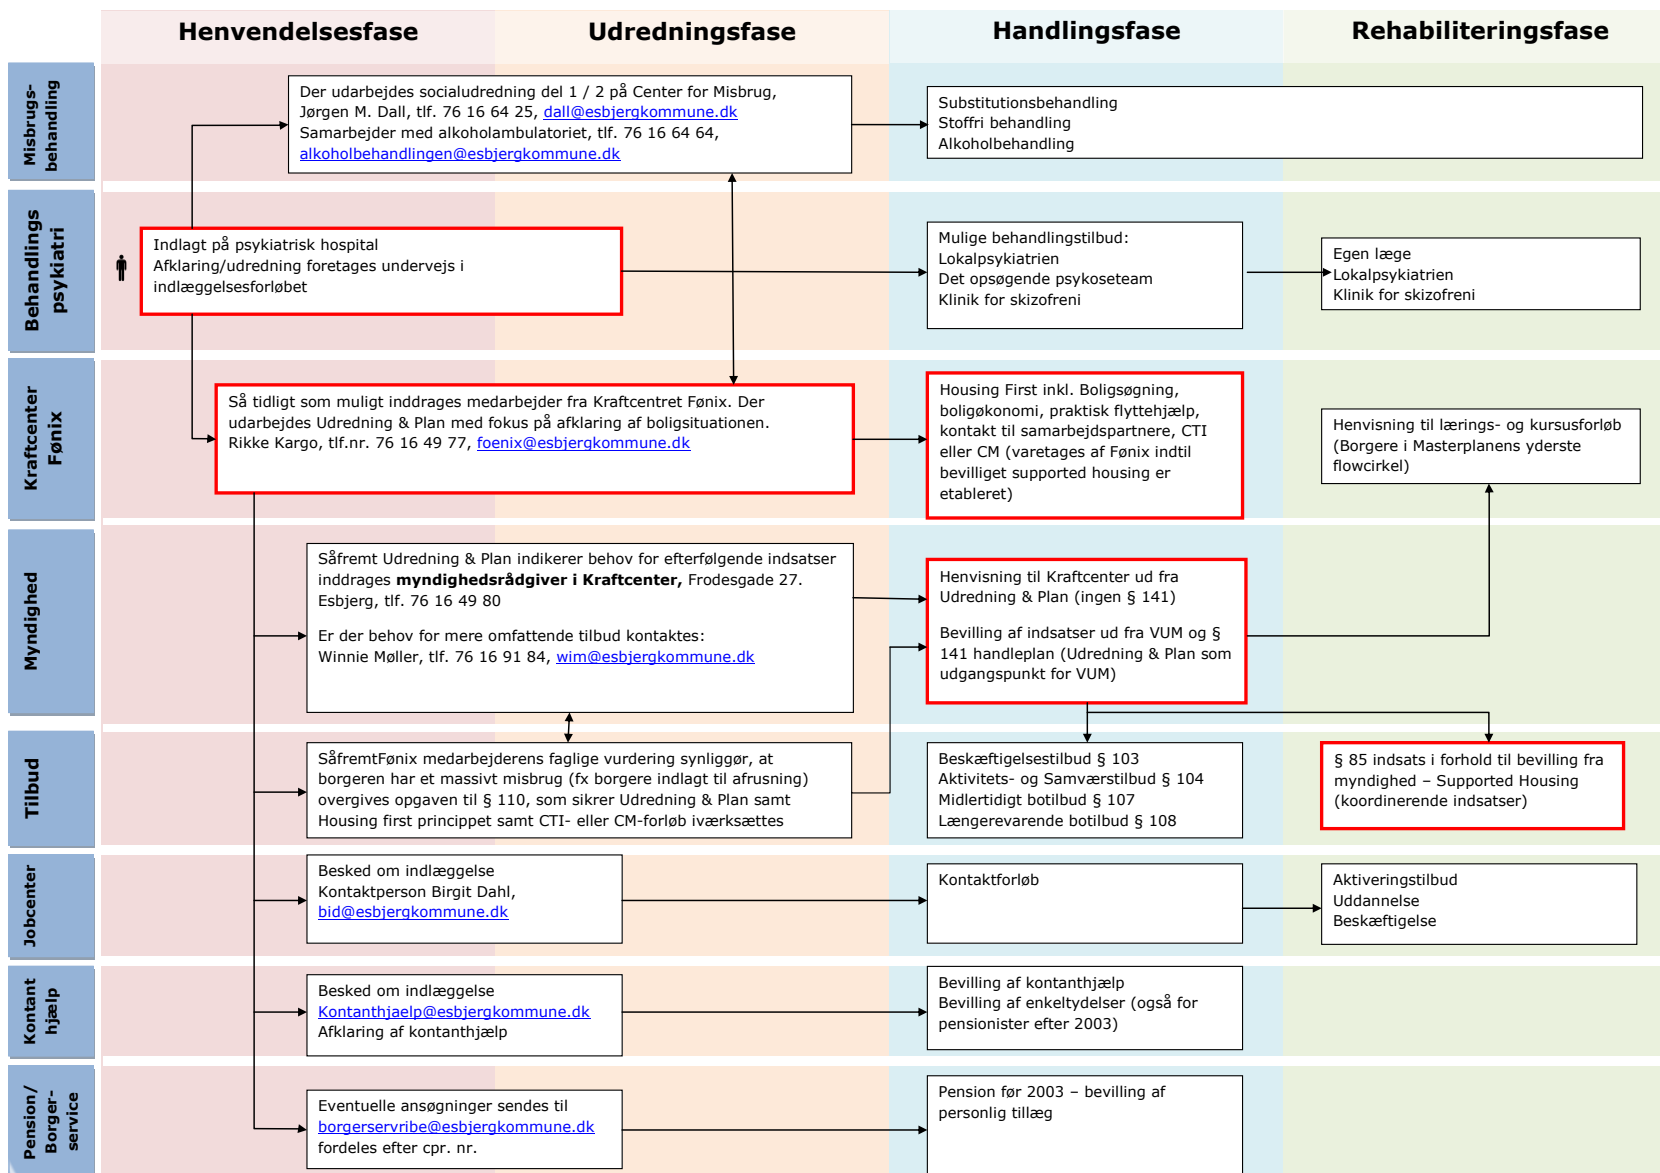 Henvendelsesfase
Udredningsfase
Handlingsfase
Rehabiliteringsfase
Misbrugs-
behandling
Der udarbejdes socialudredning del 1 / 2 på Center for Misbrug,
Jørgen M. Dall, tlf. 76 16 64 25, dall@esbjergkommune.dk
Samarbejder med alkoholambulatoriet, tlf. 76 16 64 64,
alkoholbehandlingen@esbjergkommune.dk
Substitutionsbehandling
Stoffri behandling
Alkoholbehandling
Behandlings
psykiatri
Indlagt på psykiatrisk hospital
Afklaring/udredning foretages undervejs i
indlæggelsesforløbet
Mulige behandlingstilbud:
Lokalpsykiatrien
Det opsøgende psykoseteam
Klinik for skizofreni
Egen læge
Lokalpsykiatrien
Klinik for skizofreni
Kraftcenter
Fønix
Så tidligt som muligt inddrages medarbejder fra Kraftcentret Fønix. Der
udarbejdes Udredning & Plan med fokus på afklaring af boligsituationen.
Rikke Kargo, tlf.nr. 76 16 49 77, foenix@esbjergkommune.dk
Housing First inkl. Boligsøgning,
boligøkonomi, praktisk flyttehjælp,
kontakt til samarbejdspartnere, CTI
eller CM (varetages af Fønix indtil
bevilliget supported housing er
etableret)
Henvisning til lærings- og kursusforløb
(Borgere i Masterplanens yderste
flowcirkel)
Myndighed
Såfremt Udredning & Plan indikerer behov for efterfølgende indsatser
inddrages myndighedsrådgiver i Kraftcenter, Frodesgade 27.
Esbjerg, tlf. 76 16 49 80
Er der behov for mere omfattende tilbud kontaktes:
Winnie Møller, tlf. 76 16 91 84, wim@esbjergkommune.dk
Henvisning til Kraftcenter ud fra
Udredning & Plan (ingen § 141)
Bevilling af indsatser ud fra VUM og §
141 handleplan (Udredning & Plan som
udgangspunkt for VUM)
Tilbud
SåfremtFønix medarbejderens faglige vurdering synliggør, at
borgeren har et massivt misbrug (fx borgere indlagt til afrusning)
overgives opgaven til § 110, som sikrer Udredning & Plan samt
Housing first princippet samt CTI- eller CM-forløb iværksættes
Beskæftigelsestilbud § 103
Aktivitets- og Samværstilbud § 104
Midlertidigt botilbud § 107
Længerevarende botilbud § 108
§ 85 indsats i forhold til bevilling fra
myndighed – Supported Housing
(koordinerende indsatser)
Jobcenter
Besked om indlæggelse
Kontaktperson Birgit Dahl,
bid@esbjergkommune.dk
Kontaktforløb
Aktiveringstilbud
Uddannelse
Beskæftigelse
Kontant
hjælp
Besked om indlæggelse
Kontanthjaelp@esbjergkommune.dk
Afklaring af kontanthjælp
Bevilling af kontanthjælp
Bevilling af enkeltydelser (også for
pensionister efter 2003)
Pension/
Borger-
service
Eventuelle ansøgninger sendes til
borgerservribe@esbjergkommune.dk
fordeles efter cpr. nr.
Pension før 2003 – bevilling af
personlig tillæg